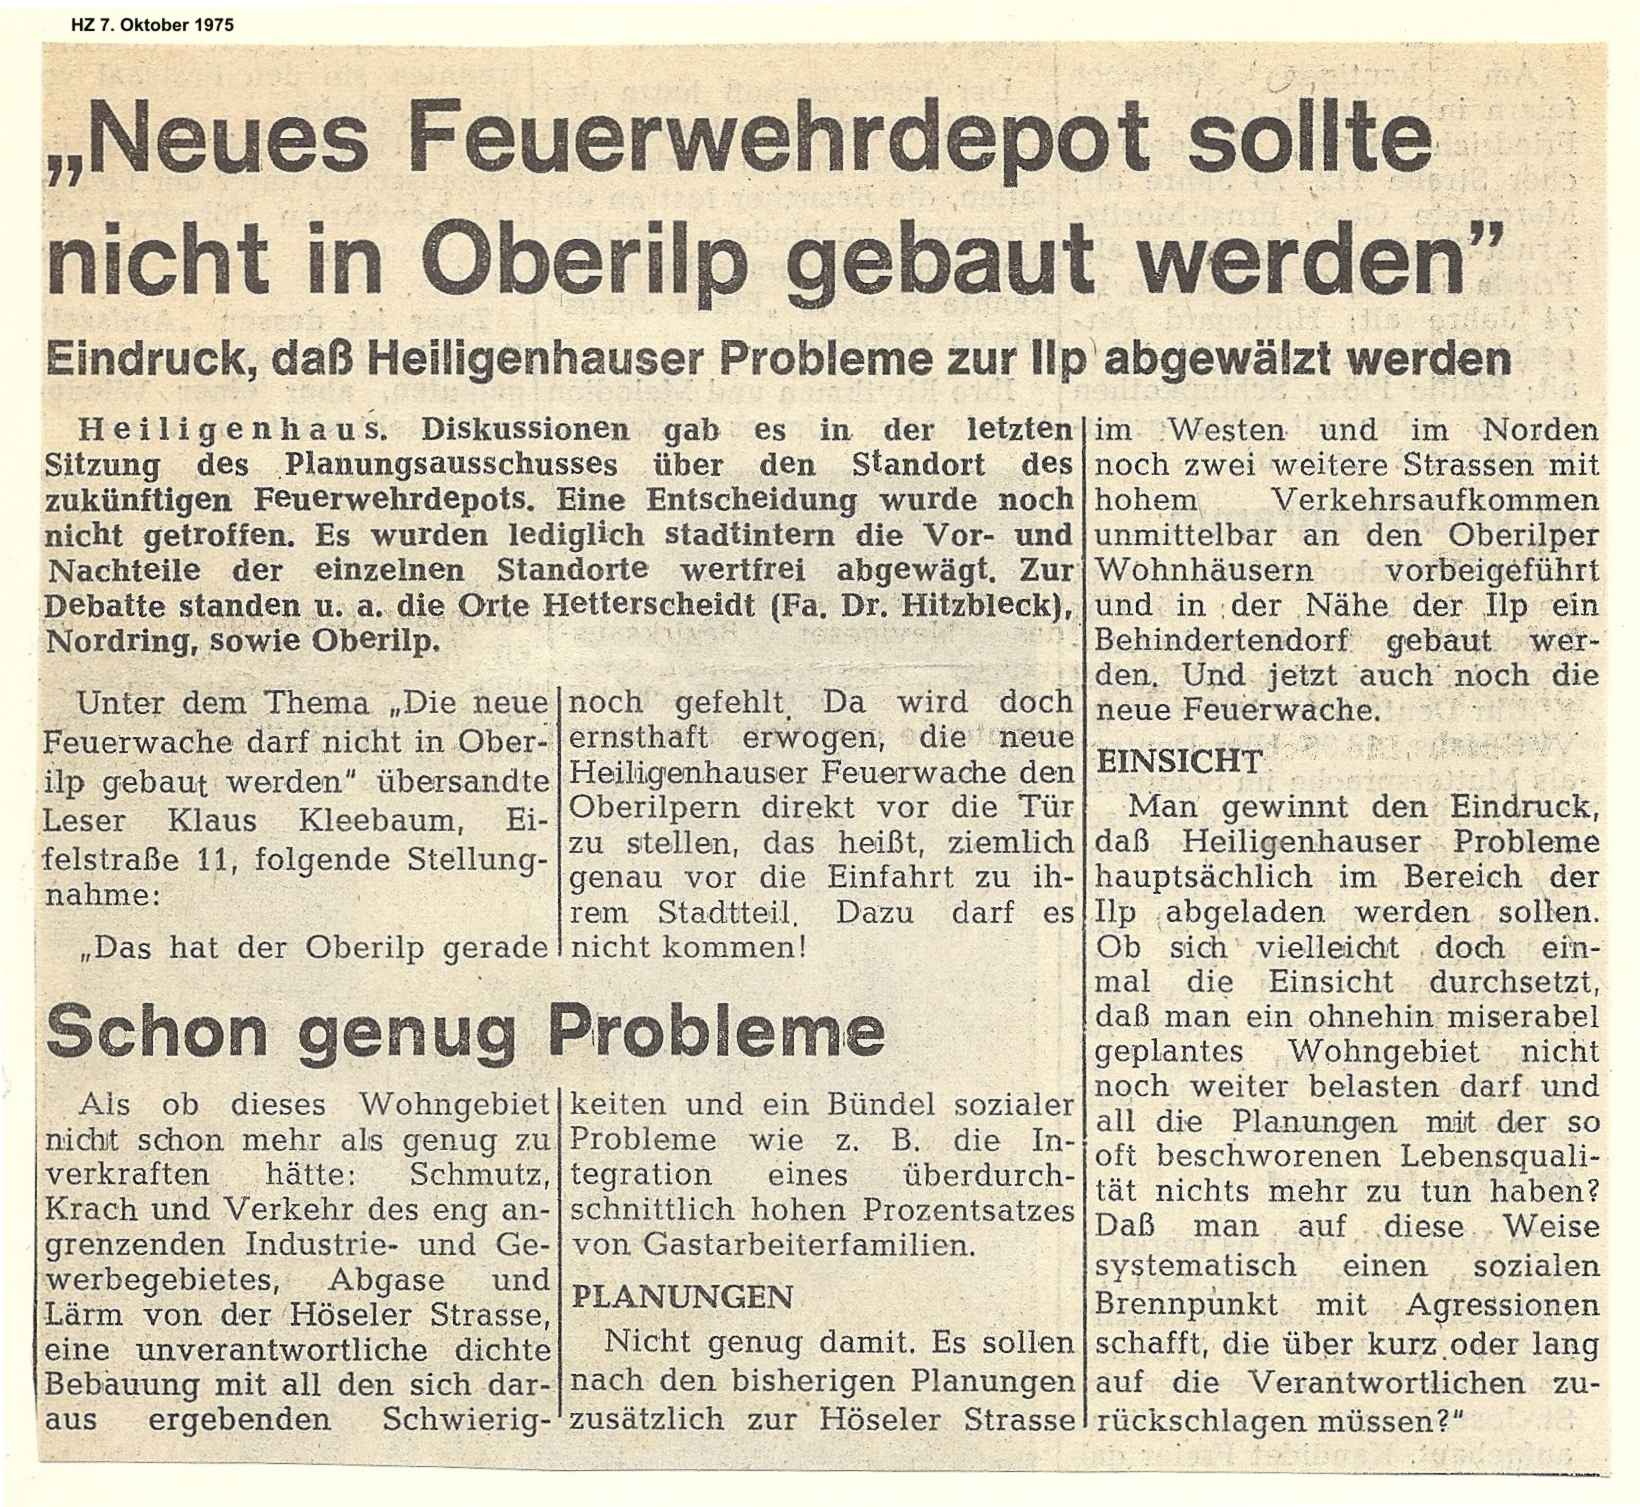 HZ 7. Oktober 1975
„Neues Feuerwehrdepot sollte
nicht in Oberilp gebaut werden”
Eindruck, daß Heiligenhauser Probleme zur Ilp abgewälzt werden
Heiligenhaus. Diskussionen gab es in der letzten
Sitzung des Planungsausschusses über den Standort des
zukünftigen Feuerwehrdepots. Eine Entscheidung wurde noch
nicht getroffen. Es wurden lediglich stadtintern die Vor- und
Nachteile der einzelnen Standorte wertfrei abgewägt. Zur
Debatte standen u. a. die Orte Hetterscheidt (Fa. Dr. Hitzbleck),
Nordring, sowie Oberilp.
Unter dem Thema „Die neue
Feuerwache darf nicht in Ober-
ilp gebaut werden“ übersandte
Leser Klaus Kleebaum, Ei-
felstraße 11, folgende Stellung-
nahme:
„Das hat der Oberilp gerade
noch gefehlt. Da wird doch
ernsthaft erwogen, die neue
Heiligenhauser Feuerwache den
Oberilpern direkt vor die Tür
zu stellen, das heißt, ziemlich
genau vor die Einfahrt zu ih-
rem Stadtteil. Dazu darf es
nicht kommen!
Schon genug Probleme
Als ob dieses Wohngebiet
nicht schon mehr als genug zu
verkraften hätte: Schmutz,
Krach und Verkehr des eng an-
grenzenden Industrie- und Ge-
werbegebietes, Abgase und
Lärm von der Höseler Strasse,
eine unverantwortliche dichte
Bebauung mit all den sich dar-
aus ergebenden Schwierig-
keiten und ein Bündel sozialer
Probleme wie z. B. die In-
tegration eines überdurch-
schnittlich hohen Prozentsatzes
von Gastarbeiterfamilien.
PLANUNGEN
Nicht genug damit. Es sollen
nach den bisherigen Planungen
zusätzlich zur Höseler Strasse
im Westen und im Norden
noch zwei weitere Strassen mit
hohem Verkehrsaufkommen
unmittelbar an den Oberilper
Wohnhäusern vorbeigeführt
und in der Nähe der Ilp ein
Behindertendorf gebaut wer-
den. Und jetzt auch noch die
neue Feuerwache.
EINSICHT
Man gewinnt den Eindruck,
daß Heiligenhauser Probleme
hauptsächlich im Bereich der
Ilp abgeladen werden sollen.
Ob sich vielleicht doch ein-
mal die Einsicht durchsetzt,
daß man ein ohnehin miserabel
geplantes Wohngebiet nicht
noch weiter belasten darf und
all die Planungen mit der so
oft beschworenen Lebensquali-
tät nichts mehr zu tun haben?
Daß man auf diese Weise
systematisch einen sozialen
Brennpunkt mit Agressionen
schafft, die über kurz oder lang
auf die Verantwortlichen zu-
rückschlagen müssen?“